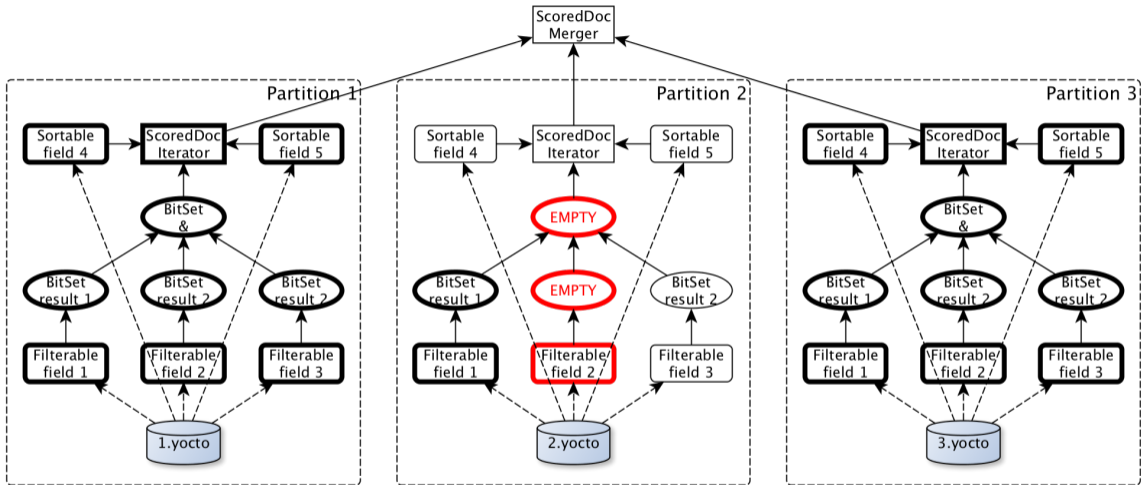 ScoredDoc
Merger
Partition 1
Sortable
field 4
ScoredDoc
Iterator
Sortable
field 5
BitSet
&
BitSet
result 1
BitSet
result 2
BitSet
result 2
Filterable
field 1
Filterable
field 2
Filterable
field 3
1.yocto
Partition 2
Sortable
field 4
ScoredDoc
Iterator
Sortable
field 5
EMPTY
BitSet
result 1
EMPTY
BitSet
result 2
Filterable
field 1
Filterable
field 2
Filterable
field 3
2.yocto
Partition 3
Sortable
field 4
ScoredDoc
Iterator
Sortable
field 5
BitSet
&
BitSet
result 1
BitSet
result 2
BitSet
result 2
Filterable
field 1
Filterable
field 2
Filterable
field 3
3.yocto